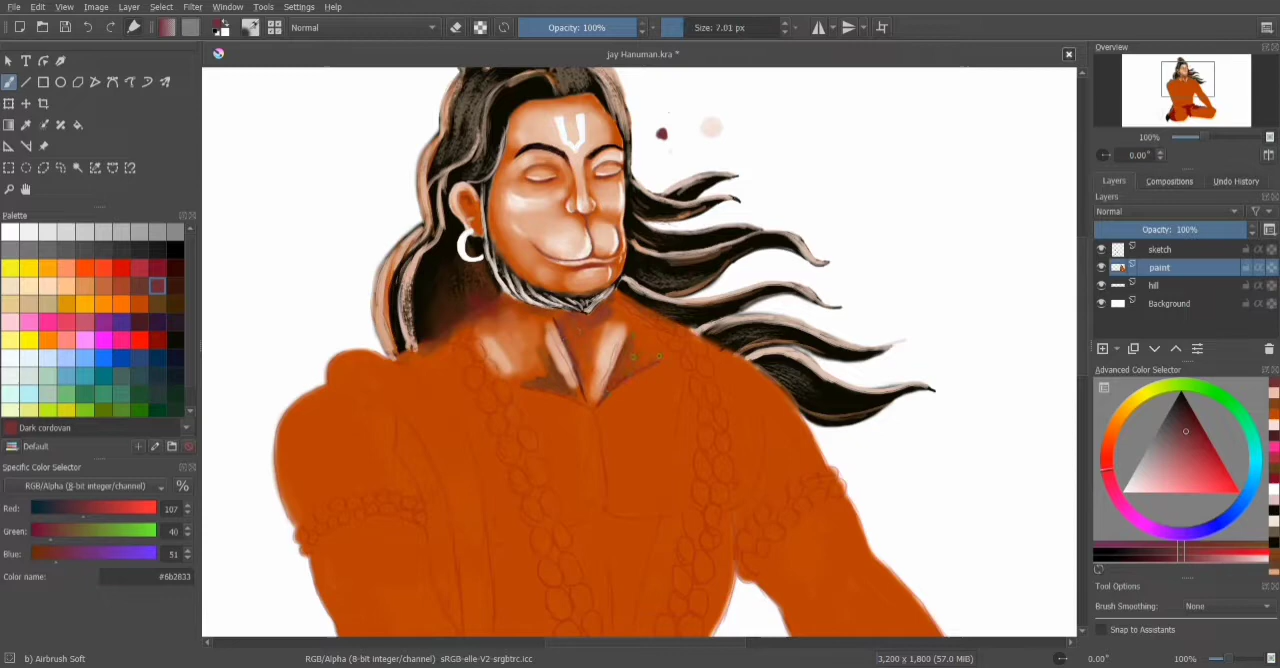 File Edit View Image Layer Select Filter Window Tools Settings Help
Normal Opacity: 100% Size: 7.01 px
jay Hanuman.kra *
Overview
100%
0.00°
Layers Compositions Undo History
Layers
Normal
Opacity: 100%
sketch
paint
hill
Background
Palette
Dark cordovan
Default
Specific Color Selector
RGB/Alpha (8-bit integer/channel) %
Red: 107
Green: 40
Blue: 51
Color name: #6b2833
Advanced Color Selector
Tool Options
Brush Smoothing: None
Snap to Assistants
b) Airbrush Soft RGB/Alpha (8-bit integer/channel) sRGB-elle-V2-srgbtrc.icc 3,200 x 1,800 (57.0 MiB) 0.00° 100%